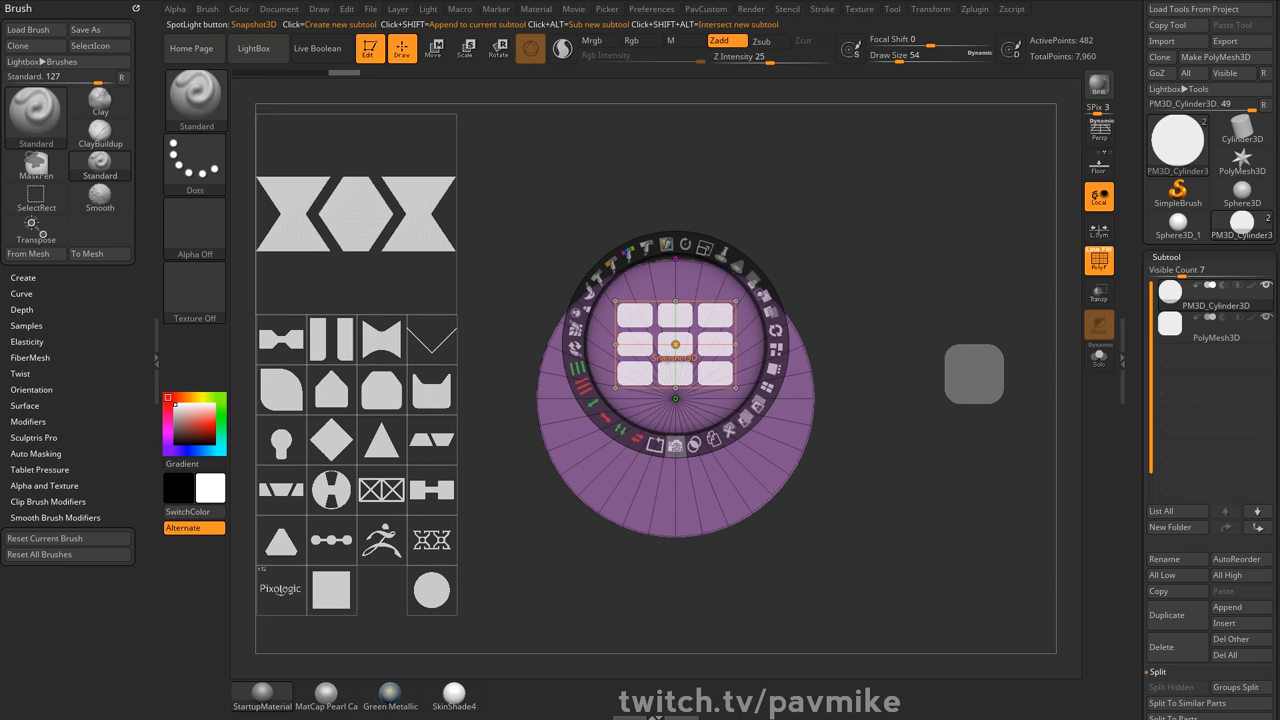 Brush
Alpha Brush Color Document Draw Edit File Layer Light Macro Marker Material Movie Picker Preferences PavCustom Render Stencil Stroke Texture Tool Transform Zplugin Zscript
SpotLight button: Snapshot3D Click=Create new subtool Click+SHIFT=Append to current subtool Click+ALT=Sub new subtool Click+SHIFT+ALT=Intersect new subtool
Load Brush Save As
Clone SelectIcon
Lightbox▶Brushes
Standard. 127 R
Standard
Clay
ClayBuildup
MaskPen Standard
SelectRect Smooth
Transpose
From Mesh To Mesh
Create
Curve
Depth
Samples
Elasticity
FiberMesh
Twist
Orientation
Surface
Modifiers
Sculptris Pro
Auto Masking
Tablet Pressure
Alpha and Texture
Clip Brush Modifiers
Smooth Brush Modifiers
Reset Current Brush
Reset All Brushes
Home Page LightBox Live Boolean
Edit Draw Move Scale Rotate
Mrgb Rgb M Zadd Zsub Zcut
Rgb Intensity Z Intensity 25
Focal Shift 0
Draw Size 54 Dynamic
S D
ActivePoints: 482
TotalPoints: 7,960
Standard
Dots
Alpha Off
Texture Off
Gradient
SwitchColor
Alternate
Snapshot3D
Pixologic
StartupMaterial MatCap Pearl Ca Green Metallic SkinShade4
twitch.tv/pavmike
BPR
SPix 3
Dynamic
Persp
Floor
Local
L.Sym
Line Fill
PolyF
Transp
Ghost
Dynamic
Solo
Load Tools From Project
Copy Tool Paste Tool
Import Export
Clone Make PolyMesh3D
GoZ All Visible R
Lightbox▶Tools
PM3D_Cylinder3D. 49 R
2
PM3D_Cylinder3
Cylinder3D
PolyMesh3D
SimpleBrush Sphere3D
2
Sphere3D_1 PM3D_Cylinder3
Subtool
Visible Count 7
PM3D_Cylinder3D
PolyMesh3D
List All
New Folder
Rename AutoReorder
All Low All High
Copy Paste
Duplicate
Append
Insert
Delete
Del Other
Del All
Split
Split Hidden Groups Split
Split To Similar Parts
Split To Parts